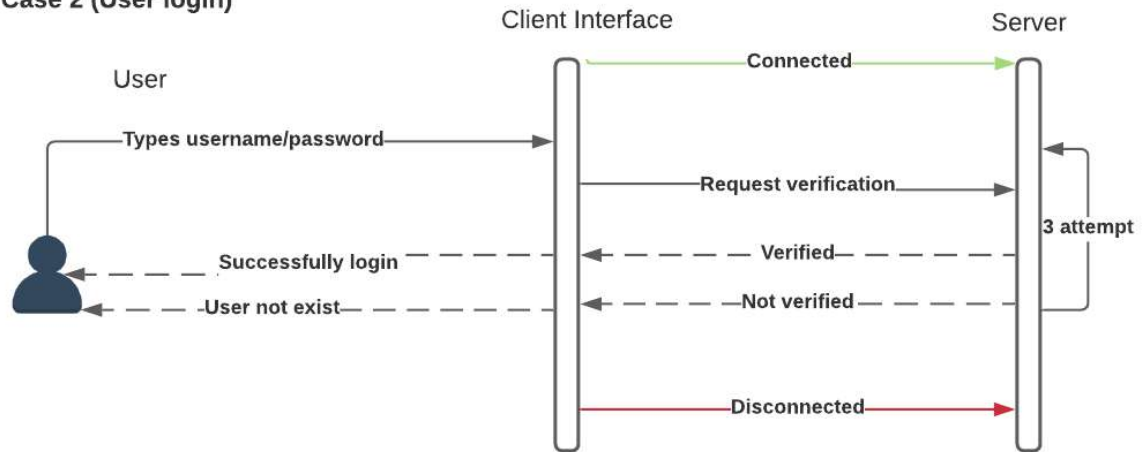 Case 2 (User login)
Client Interface
Server
User
Connected
Types username/password
Request verification
3 attempt
Verified
Successfully login
Not verified
User not exist
Disconnected